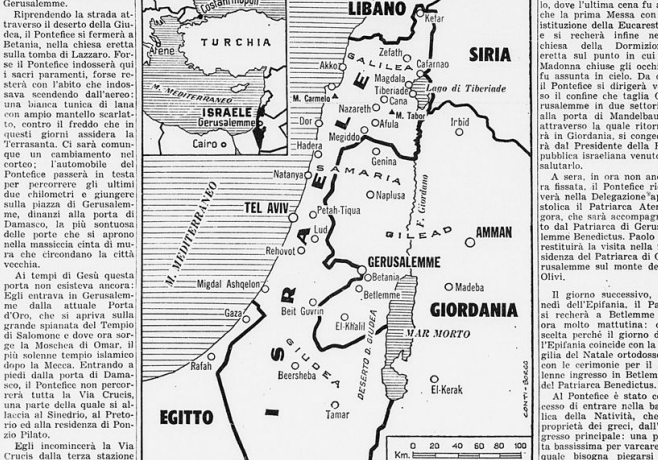 Gerusalemme.
Riprendendo la strada at-
traverso il deserto della Giu-
dea, il Pontefice si fermerà a
Betania, nella chiesa eretta
sulla tomba di Lazzaro. For-
se il Pontefice indosserà qui
i sacri paramenti, forse re-
sterà con l'abito che indos-
sava scendendo dall'aereo:
una bianca tunica di lana
con ampio mantello scarlat-
to, contro il freddo che in
questi giorni assidera la
Terrasanta. Ci sarà comun-
que un cambiamento nel
corteo; l'automobile del
Pontefice passerà in testa
per percorrere gli ultimi
due chilometri e giungere
sulla piazza di Gerusalem-
me, dinanzi alla porta di
Damasco, la più sontuosa
delle porte che si aprono
nella massiccia cinta di mu-
ra che circondano la città
vecchia.
Ai tempi di Gesù questa
porta non esisteva ancora:
Egli entrava in Gerusalem-
me dalla attuale Porta
d'Oro, che si apriva sulla
grande spianata del Tempio
di Salomone e dove ora sor-
ge la Moschea di Omar, il
più solenne tempio islamico
dopo la Mecca. Entrando a
piedi dalla porta di Dama-
sco, il Pontefice non percor-
rerà tutta la Via Crucis,
una parte della quale si al-
laccia al Sinedrio, al Preto-
rio ed alla residenza di Pon-
zio Pilato.
Egli incomincerà la Via
Crucis dalla terza stazione
TURCHIA
M. MEDITERRANEO
ISRAELE
Gerusalemme
Cairo
LIBANO
Kefar
SIRIA
Zefath
GALILEA
Cafarnao
Akko
Magdala
Tiberiade
Lago di Tiberiade
M. Carmelo
Cana
Nazareth
M. Tabor
Dor
Afula
Megiddo
Irbid
Hadera
Genina
Natanya
SAMARIA
F. Giordano
Naplusa
M. MEDITERRANEO
TEL AVIV
Petah-Tiqua
GILEAD
AMMAN
Lud
Rehovot
GERUSALEMME
Betania
Migdal Ashqelon
Betlemme
Madeba
Gaza
Beit Guvrin
GIORDANIA
El-Khalil
MAR MORTO
DESERTO D. GIUDEA
Rafah
GIUDEA
Beersheba
El-Kerak
Tamar
EGITTO
ISRAELE
CONTI-BORGO
0 20 40 60 80 100
Km.
lo, dove l'ultima cena fu
che la prima Messa con
istituzione della Eucarest
e si recherà infine ne
chiesa della Dormizio
eretta sul punto in cui
Madonna chiuse gli occhi
fu assunta in cielo. Da
il Pontefice si dirigerà v
so il confine che taglia G
rusalemme in due settori
alla porta di Mandelbau
attraverso la quale ritor
rà in Giordania, si conge
rà dal Presidente della R
pubblica israeliana venuto
salutarlo.
A sera, in ora non anc
ra fissata, il Pontefice ri
verà nella Delegazione ap
stolica il Patriarca Aten
gora, che sarà accompagn
to dal Patriarca di Geru
lemme Benedictus. Paolo
restituirà la visita nella
sidenza del Patriarca di G
rusalemme sul monte de
Olivi.
Il giorno successivo,
nedì dell'Epifania, il Pa
si recherà a Betlemme
ora molto mattutina:
scelta perché il giorno d
l'Epifania coincide con la
gilia del Natale ortodoss
con le cerimonie per il
lenne ingresso in Betlem
del Patriarca Benedictus.
Al Pontefice è stato c
cesso di entrare nella ba
lica della Natività, che
proprietà dei greci, dall'
gresso principale: una p
ta bassissima per varcare
quale bisogna piegarsi